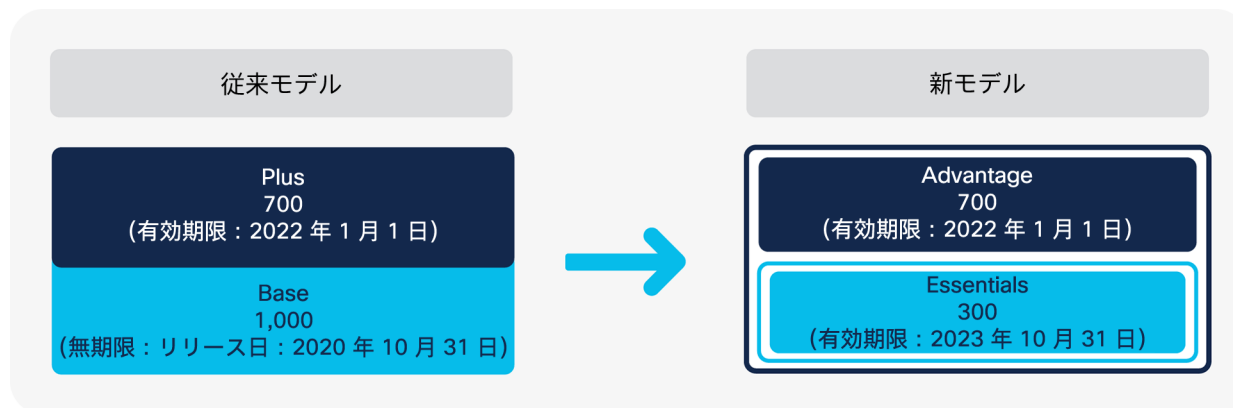 従来モデル
Plus
700
(有効期限：2022 年 1 月 1 日)
Base
1,000
(無期限：リリース日：2020 年 10 月 31 日)
新モデル
Advantage
700
(有効期限：2022 年 1 月 1 日)
Essentials
300
(有効期限：2023 年 10 月 31 日)